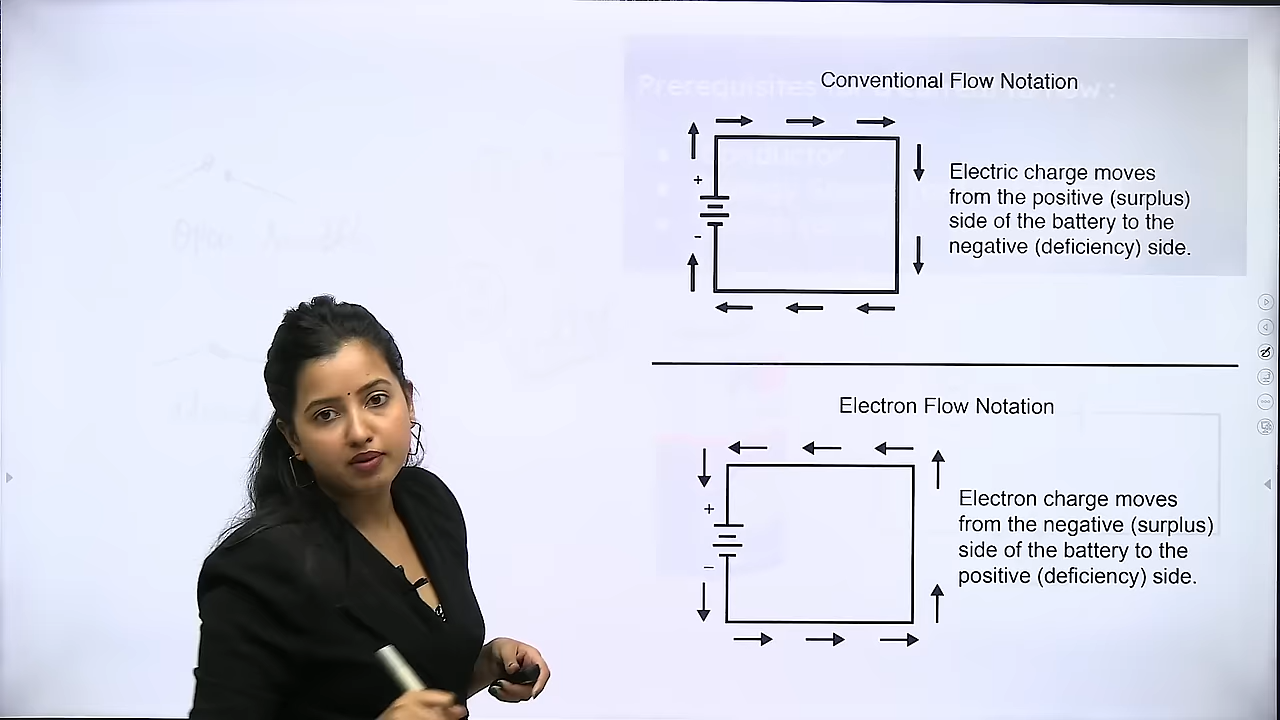 Conventional Flow Notation
Prerequisites
:
+
-
Electric charge moves
from the positive (surplus)
side of the battery to the
negative (deficiency) side.
Electron Flow Notation
+
–
Electron charge moves
from the negative (surplus)
side of the battery to the
positive (deficiency) side.